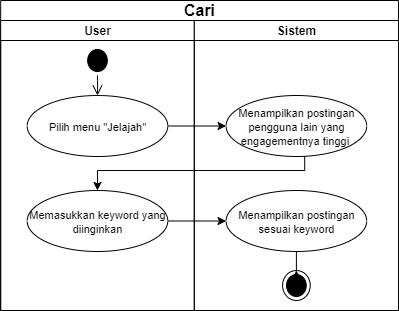 Cari
User
Sistem
Pilih menu "Jelajah"
Menampilkan postingan
pengguna lain yang
engagementnya tinggi
Memasukkan keyword yang
diinginkan
Menampilkan postingan
sesuai keyword